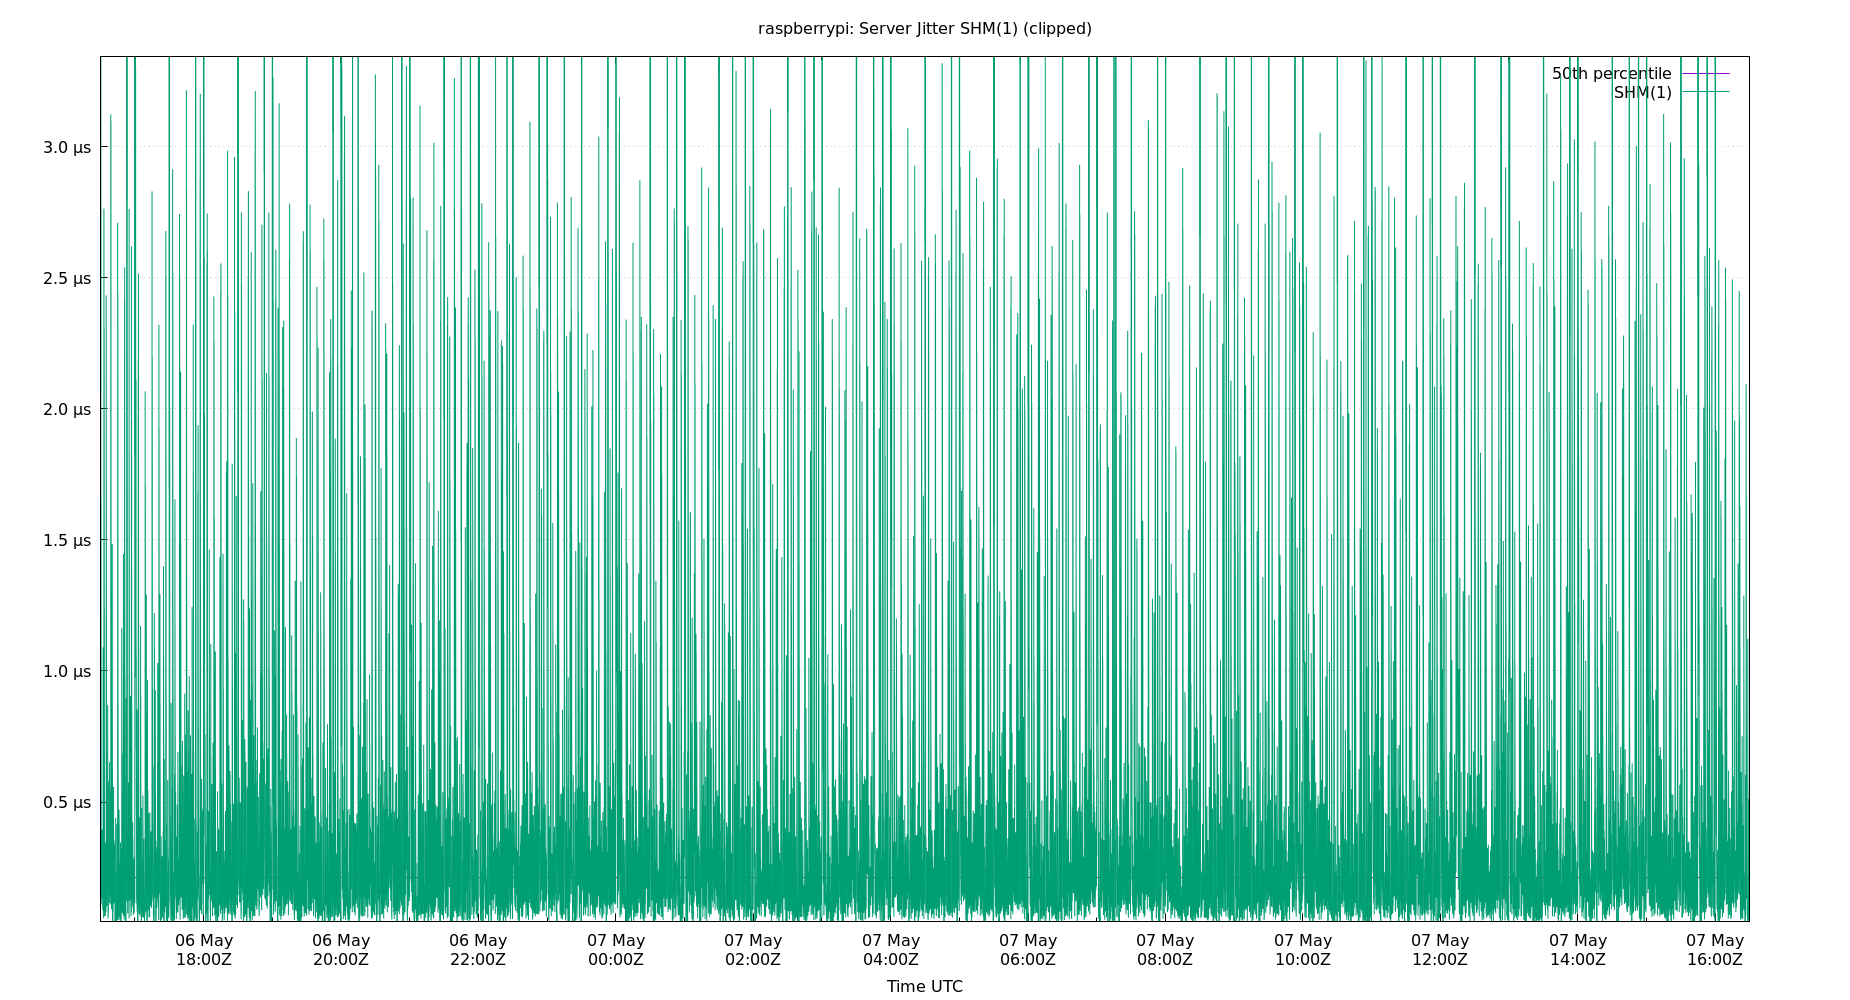 raspberrypi: Server Jitter SHM(1) (clipped)
50th percentile
SHM(1)
3.0 µs
2.5 µs
2.0 µs
1.5 µs
1.0 µs
0.5 µs
06 May 06 May 06 May 07 May 07 May 07 May 07 May 07 May 07 May 07 May 07 May 07 May
18:00Z 20:00Z 22:00Z 00:00Z 02:00Z 04:00Z 06:00Z 08:00Z 10:00Z 12:00Z 14:00Z 16:00Z
Time UTC